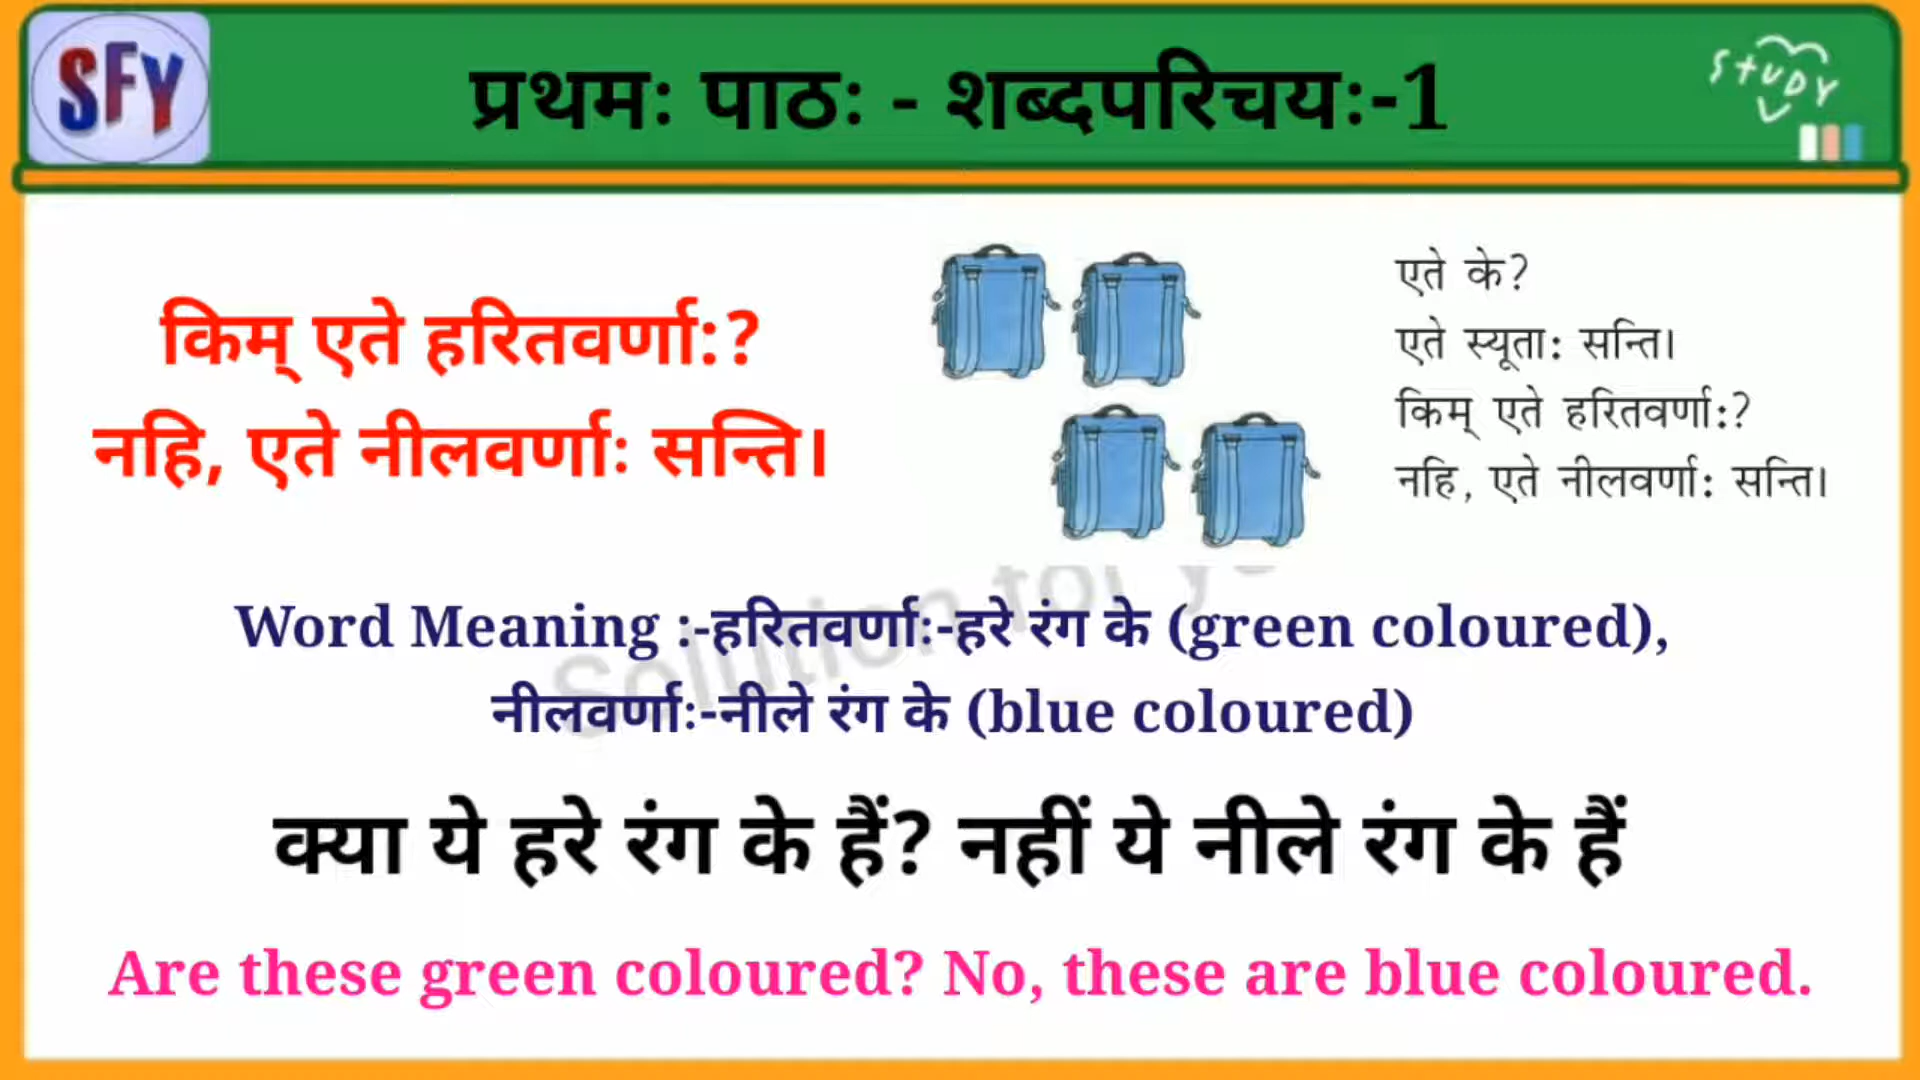 SFY
प्रथमः पाठः - शब्दपरिचयः-1
STUDY
किम् एते हरितवर्णाः?
नहि, एते नीलवर्णाः सन्ति।
एते के?
एते स्यूताः सन्ति।
किम् एते हरितवर्णाः?
नहि, एते नीलवर्णाः सन्ति।
Solution for
Word Meaning :-हरितवर्णाः-हरे रंग के (green coloured),
नीलवर्णाः-नीले रंग के (blue coloured)
क्या ये हरे रंग के हैं? नहीं ये नीले रंग के हैं
Are these green coloured? No, these are blue coloured.